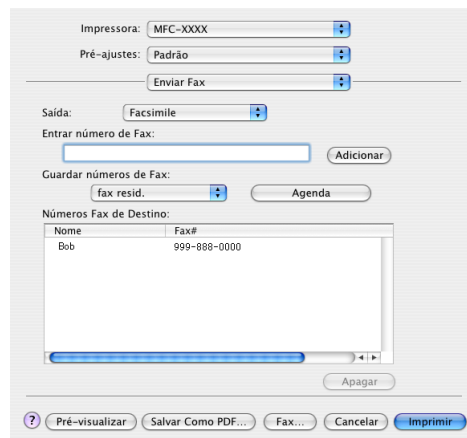 Impressora: MFC-XXXX
Pré-ajustes: Padrão
Enviar Fax
Saída: Facsimile
Entrar número de Fax:
Adicionar
Guardar números de Fax:
fax resid. Agenda
Números Fax de Destino:
Nome Fax#
Bob 999-888-0000
Apagar
? Pré-visualizar Salvar Como PDF... Fax... Cancelar Imprimir